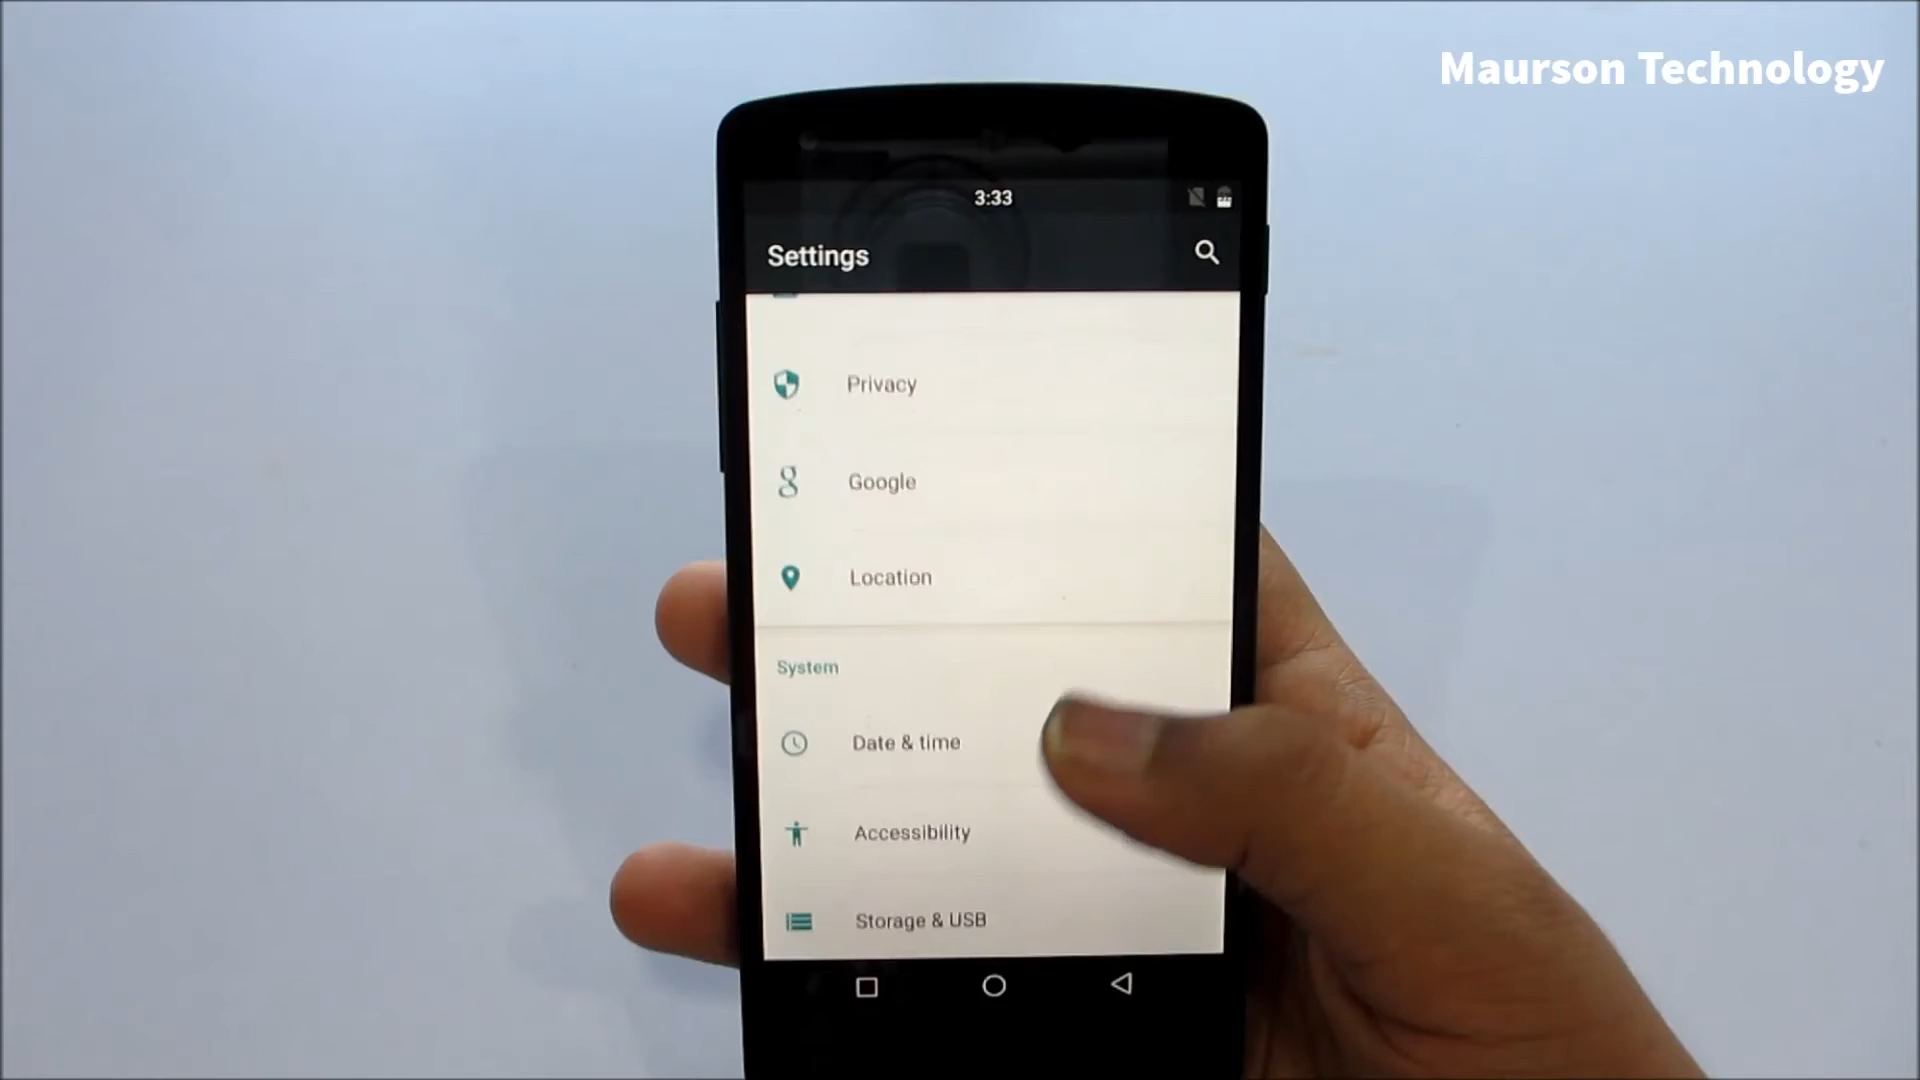 Maurson Technology
3:33
Settings
Privacy
Google
Location
System
Date & time
Accessibility
Storage & USB